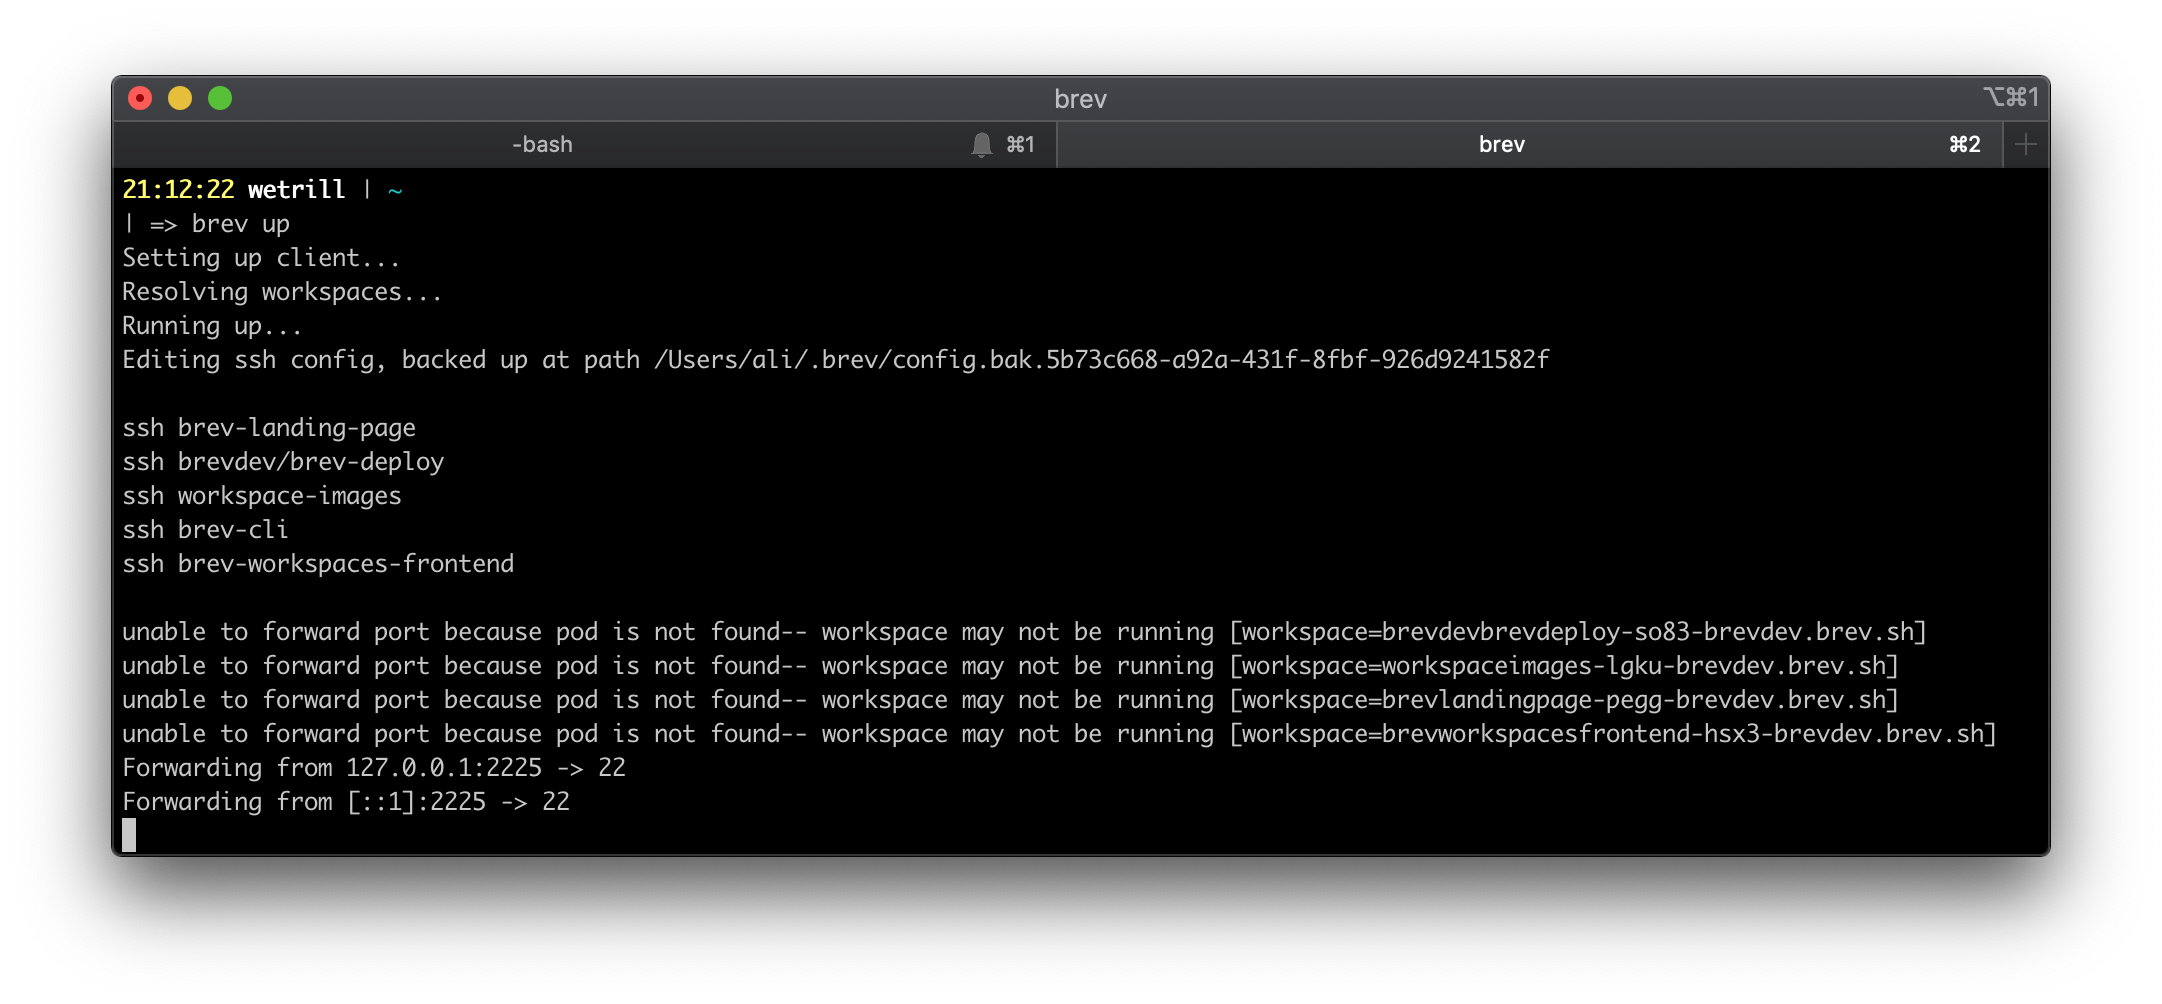 brev ⌥⌘1
-bash ⌘1 brev ⌘2
21:12:22 wetrill | ~
| => brev up
Setting up client...
Resolving workspaces...
Running up...
Editing ssh config, backed up at path /Users/ali/.brev/config.bak.5b73c668-a92a-431f-8fbf-926d9241582f
ssh brev-landing-page
ssh brevdev/brev-deploy
ssh workspace-images
ssh brev-cli
ssh brev-workspaces-frontend
unable to forward port because pod is not found-- workspace may not be running [workspace=brevdevbrevdeploy-so83-brevdev.brev.sh]
unable to forward port because pod is not found-- workspace may not be running [workspace=workspaceimages-lgku-brevdev.brev.sh]
unable to forward port because pod is not found-- workspace may not be running [workspace=brevlandingpage-pegg-brevdev.brev.sh]
unable to forward port because pod is not found-- workspace may not be running [workspace=brevworkspacesfrontend-hsx3-brevdev.brev.sh]
Forwarding from 127.0.0.1:2225 -> 22
Forwarding from [::1]:2225 -> 22